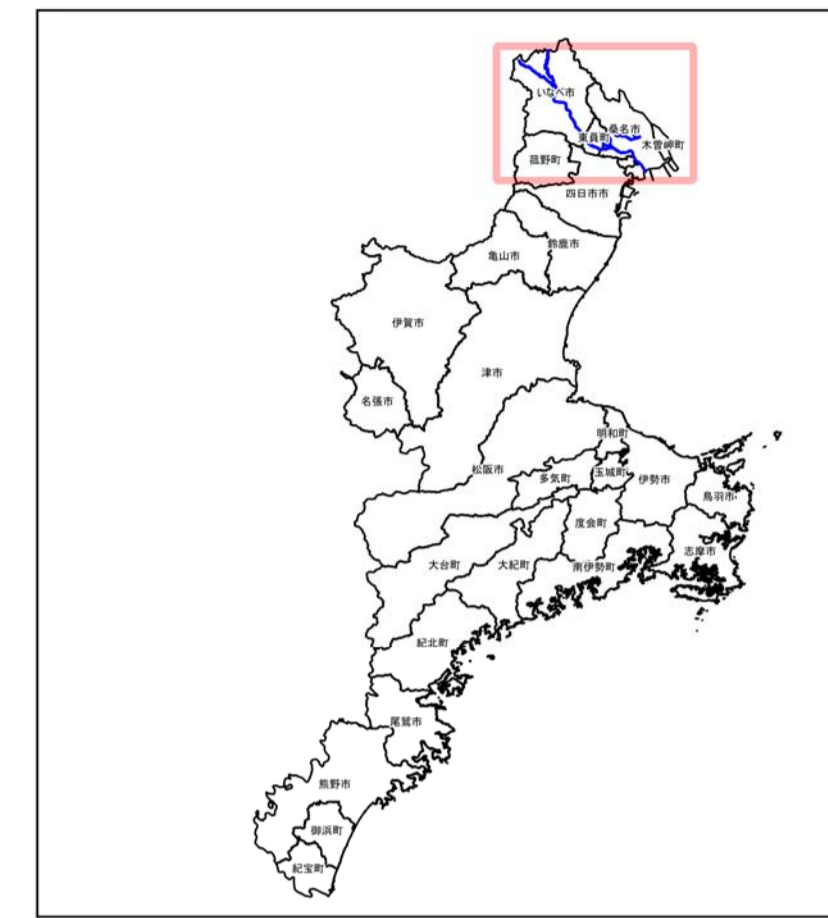 いなべ市
桑名市
東員町
木曽岬町
菰野町
四日市市
鈴鹿市
亀山市
伊賀市
津市
名張市
明和町
松阪市
多気町
玉城町
伊勢市
鳥羽市
度会町
志摩市
大台町
大紀町
南伊勢町
紀北町
尾鷲市
熊野市
御浜町
紀宝町